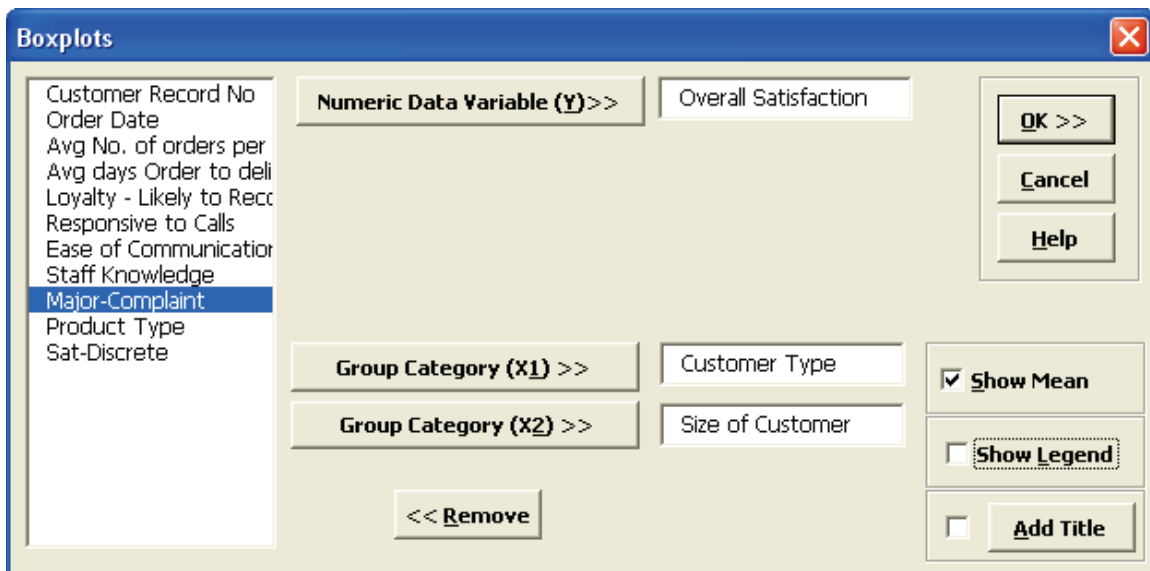 Boxplots
Customer Record No
Order Date
Avg No. of orders per
Avg days Order to deli
Loyalty - Likely to Reco
Responsive to Calls
Ease of Communication
Staff Knowledge
Major-Complaint
Product Type
Sat-Discrete
Numeric Data Variable (Y)>>
Overall Satisfaction
Group Category (X1) >>
Customer Type
Group Category (X2) >>
Size of Customer
<< Remove
OK >>
Cancel
Help
Show Mean
Show Legend
Add Title